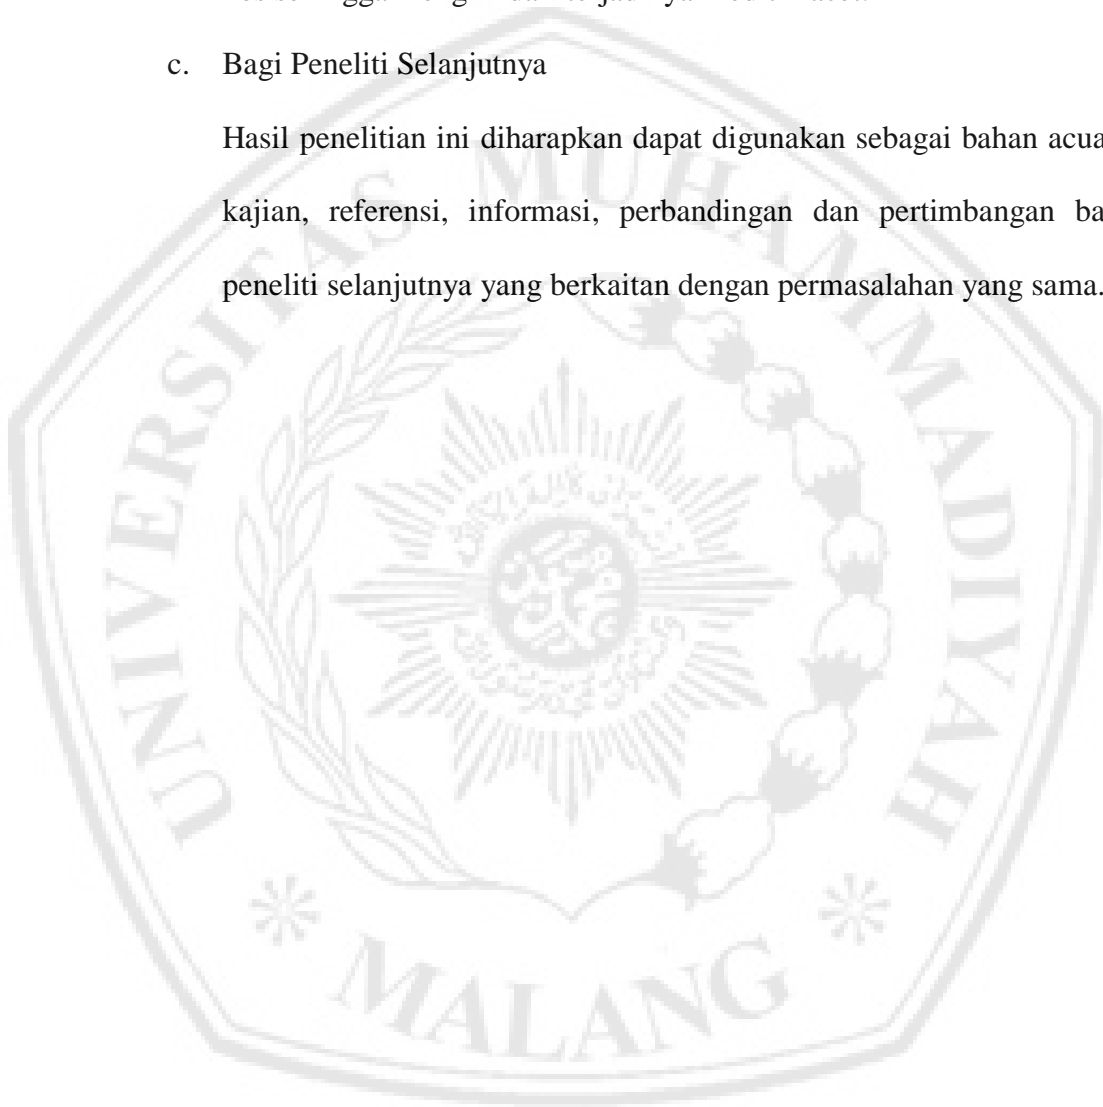 c. Bagi Peneliti Selanjutnya
Hasil penelitian ini diharapkan dapat digunakan sebagai bahan acua
kajian, referensi, informasi, perbandingan dan pertimbangan ba
peneliti selanjutnya yang berkaitan dengan permasalahan yang sama.
UNIVERSITAS MUHAMMADIYAH
MALANG